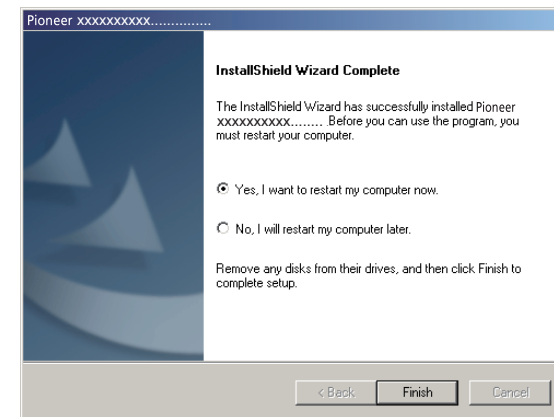 Pioneer xxxxxxxxxx...............
InstallShield Wizard Complete
The InstallShield Wizard has successfully installed Pioneer
xxxxxxxxxx........ .Before you can use the program, you
must restart your computer.
Yes, I want to restart my computer now.
No, I will restart my computer later.
Remove any disks from their drives, and then click Finish to
complete setup.
< Back
Finish
Cancel